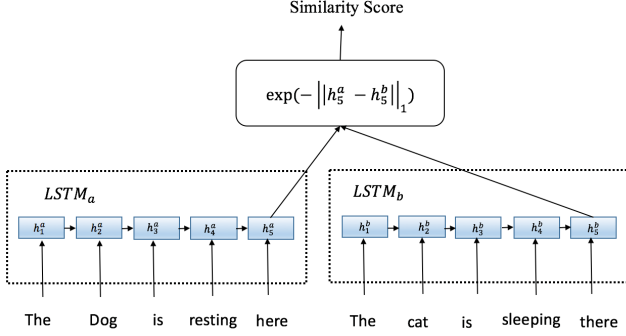 Similarity Score
exp(− ||h₅ᵃ − h₅ᵇ||₁)
LSTMₐ
h₁ᵃ h₂ᵃ h₃ᵃ h₄ᵃ h₅ᵃ
The Dog is resting here
LSTM_b
h₁ᵇ h₂ᵇ h₃ᵇ h₄ᵇ h₅ᵇ
The cat is sleeping there